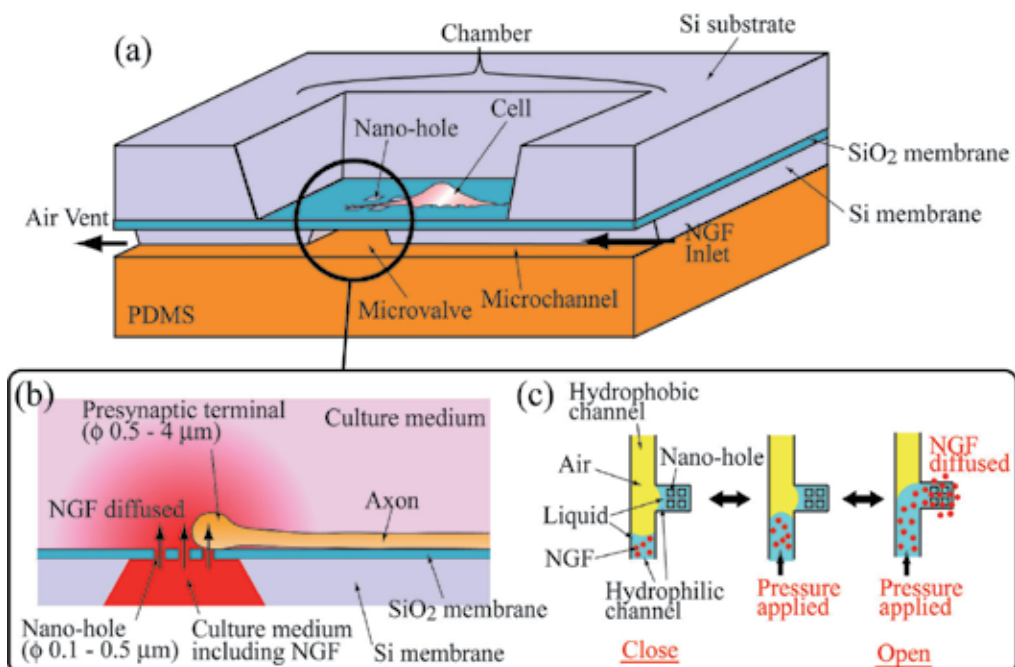 (a)
Chamber
Si substrate
Nano-hole
Cell
SiO₂ membrane
Si membrane
Air Vent
NGF
Inlet
Microchannel
Microvalve
PDMS
(b)
Presynaptic terminal
(ϕ 0.5 - 4 μm)
Culture medium
NGF diffused
Axon
SiO₂ membrane
Nano-hole
(ϕ 0.1 - 0.5 μm)
Culture medium
including NGF
Si membrane
(c)
Hydrophobic
channel
Nano-hole
Air
Liquid
NGF
Hydrophilic
channel
NGF
diffused
Pressure
applied
Pressure
applied
Close
Open